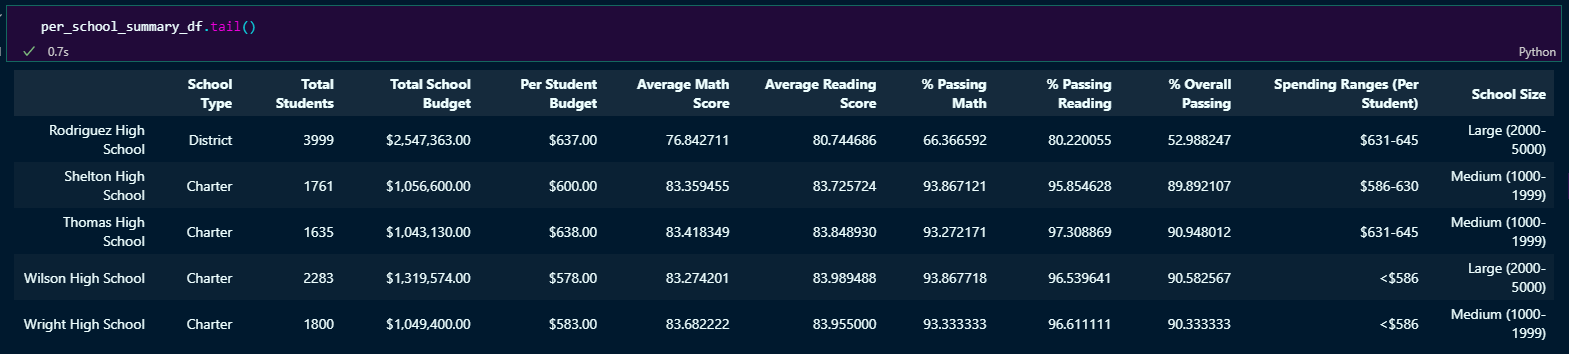 per_school_summary_df.tail()
0.7s
Python
School Type Total Students Total School Budget Per Student Budget Average Math Score Average Reading Score % Passing Math % Passing Reading % Overall Passing Spending Ranges (Per Student) School Size
Rodriguez High School District 3999 $2,547,363.00 $637.00 76.842711 80.744686 66.366592 80.220055 52.988247 $631-645 Large (2000-5000)
Shelton High School Charter 1761 $1,056,600.00 $600.00 83.359455 83.725724 93.867121 95.854628 89.892107 $586-630 Medium (1000-1999)
Thomas High School Charter 1635 $1,043,130.00 $638.00 83.418349 83.848930 93.272171 97.308869 90.948012 $631-645 Medium (1000-1999)
Wilson High School Charter 2283 $1,319,574.00 $578.00 83.274201 83.989488 93.867718 96.539641 90.582567 <$586 Large (2000-5000)
Wright High School Charter 1800 $1,049,400.00 $583.00 83.682222 83.955000 93.333333 96.611111 90.333333 <$586 Medium (1000-1999)